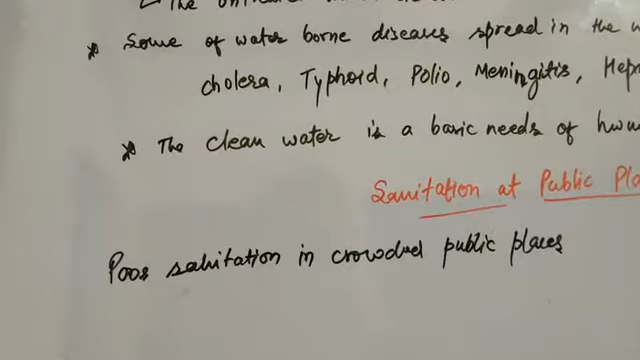 * Some of water borne diseases spread in the
cholera, Typhoid, Polio, Meningitis,
* The clean water is a basic needs of
Sanitation at Public
Poor sanitation in crowded public places